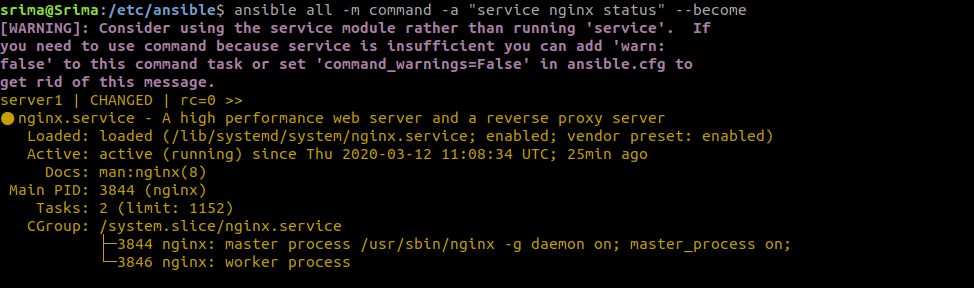 srima@Srima:/etc/ansible$ ansible all -m command -a "service nginx status" --become
[WARNING]: Consider using the service module rather than running 'service'.  If
you need to use command because service is insufficient you can add 'warn:
false' to this command task or set 'command_warnings=False' in ansible.cfg to
get rid of this message.
server1 | CHANGED | rc=0 >>
● nginx.service - A high performance web server and a reverse proxy server
   Loaded: loaded (/lib/systemd/system/nginx.service; enabled; vendor preset: enabled)
   Active: active (running) since Thu 2020-03-12 11:08:34 UTC; 25min ago
     Docs: man:nginx(8)
 Main PID: 3844 (nginx)
    Tasks: 2 (limit: 1152)
   CGroup: /system.slice/nginx.service
           ├─3844 nginx: master process /usr/sbin/nginx -g daemon on; master_process on;
           └─3846 nginx: worker process